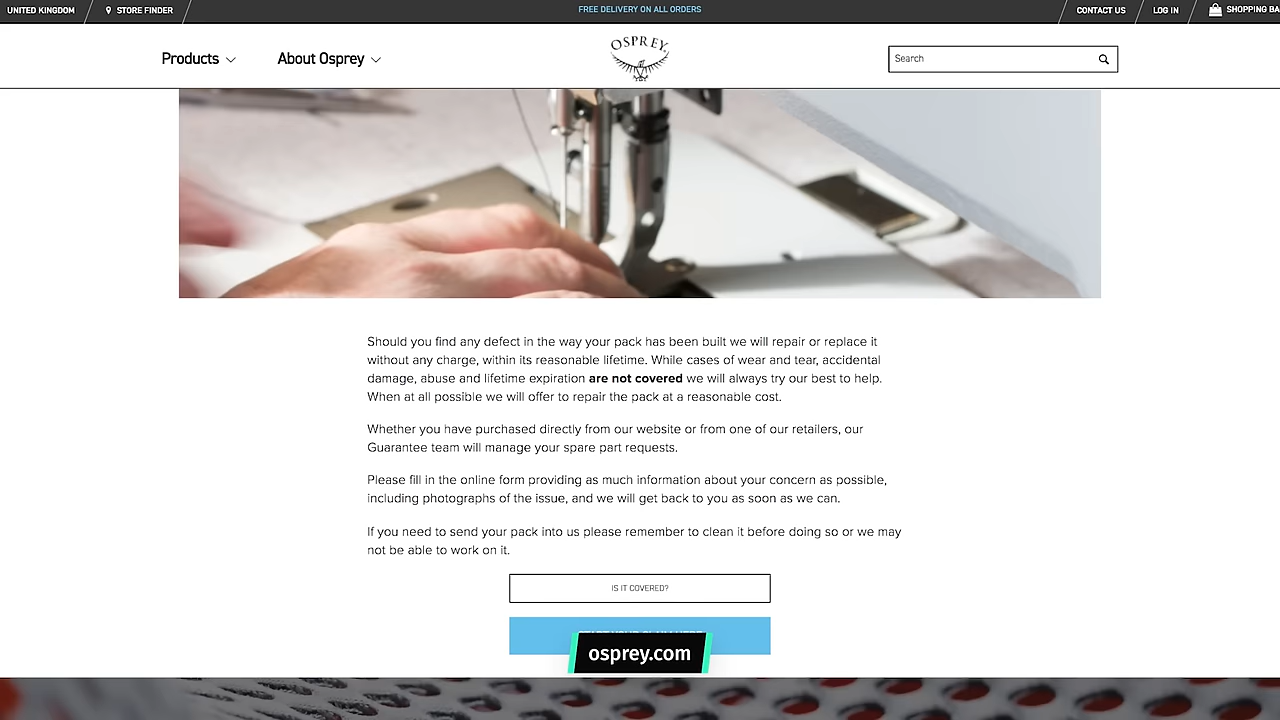 UNITED KINGDOM
STORE FINDER
FREE DELIVERY ON ALL ORDERS
CONTACT US
LOG IN
SHOPPING BA
Products
About Osprey
OSPREY
Search
Should you find any defect in the way your pack has been built we will repair or replace it
without any charge, within its reasonable lifetime. While cases of wear and tear, accidental
damage, abuse and lifetime expiration are not covered we will always try our best to help.
When at all possible we will offer to repair the pack at a reasonable cost.
Whether you have purchased directly from our website or from one of our retailers, our
Guarantee team will manage your spare part requests.
Please fill in the online form providing as much information about your concern as possible,
including photographs of the issue, and we will get back to you as soon as we can.
If you need to send your pack into us please remember to clean it before doing so or we may
not be able to work on it.
IS IT COVERED?
osprey.com